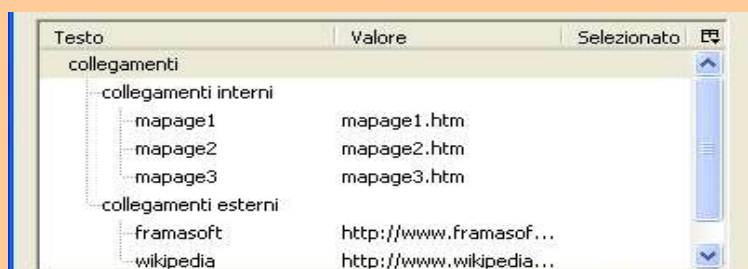 Testo Valore Selezionato
collegamenti
collegamenti interni
mapage1 mapage1.htm
mapage2 mapage2.htm
mapage3 mapage3.htm
collegamenti esterni
framasoft http://www.framasof...
wikipedia http://www.wikipedia...